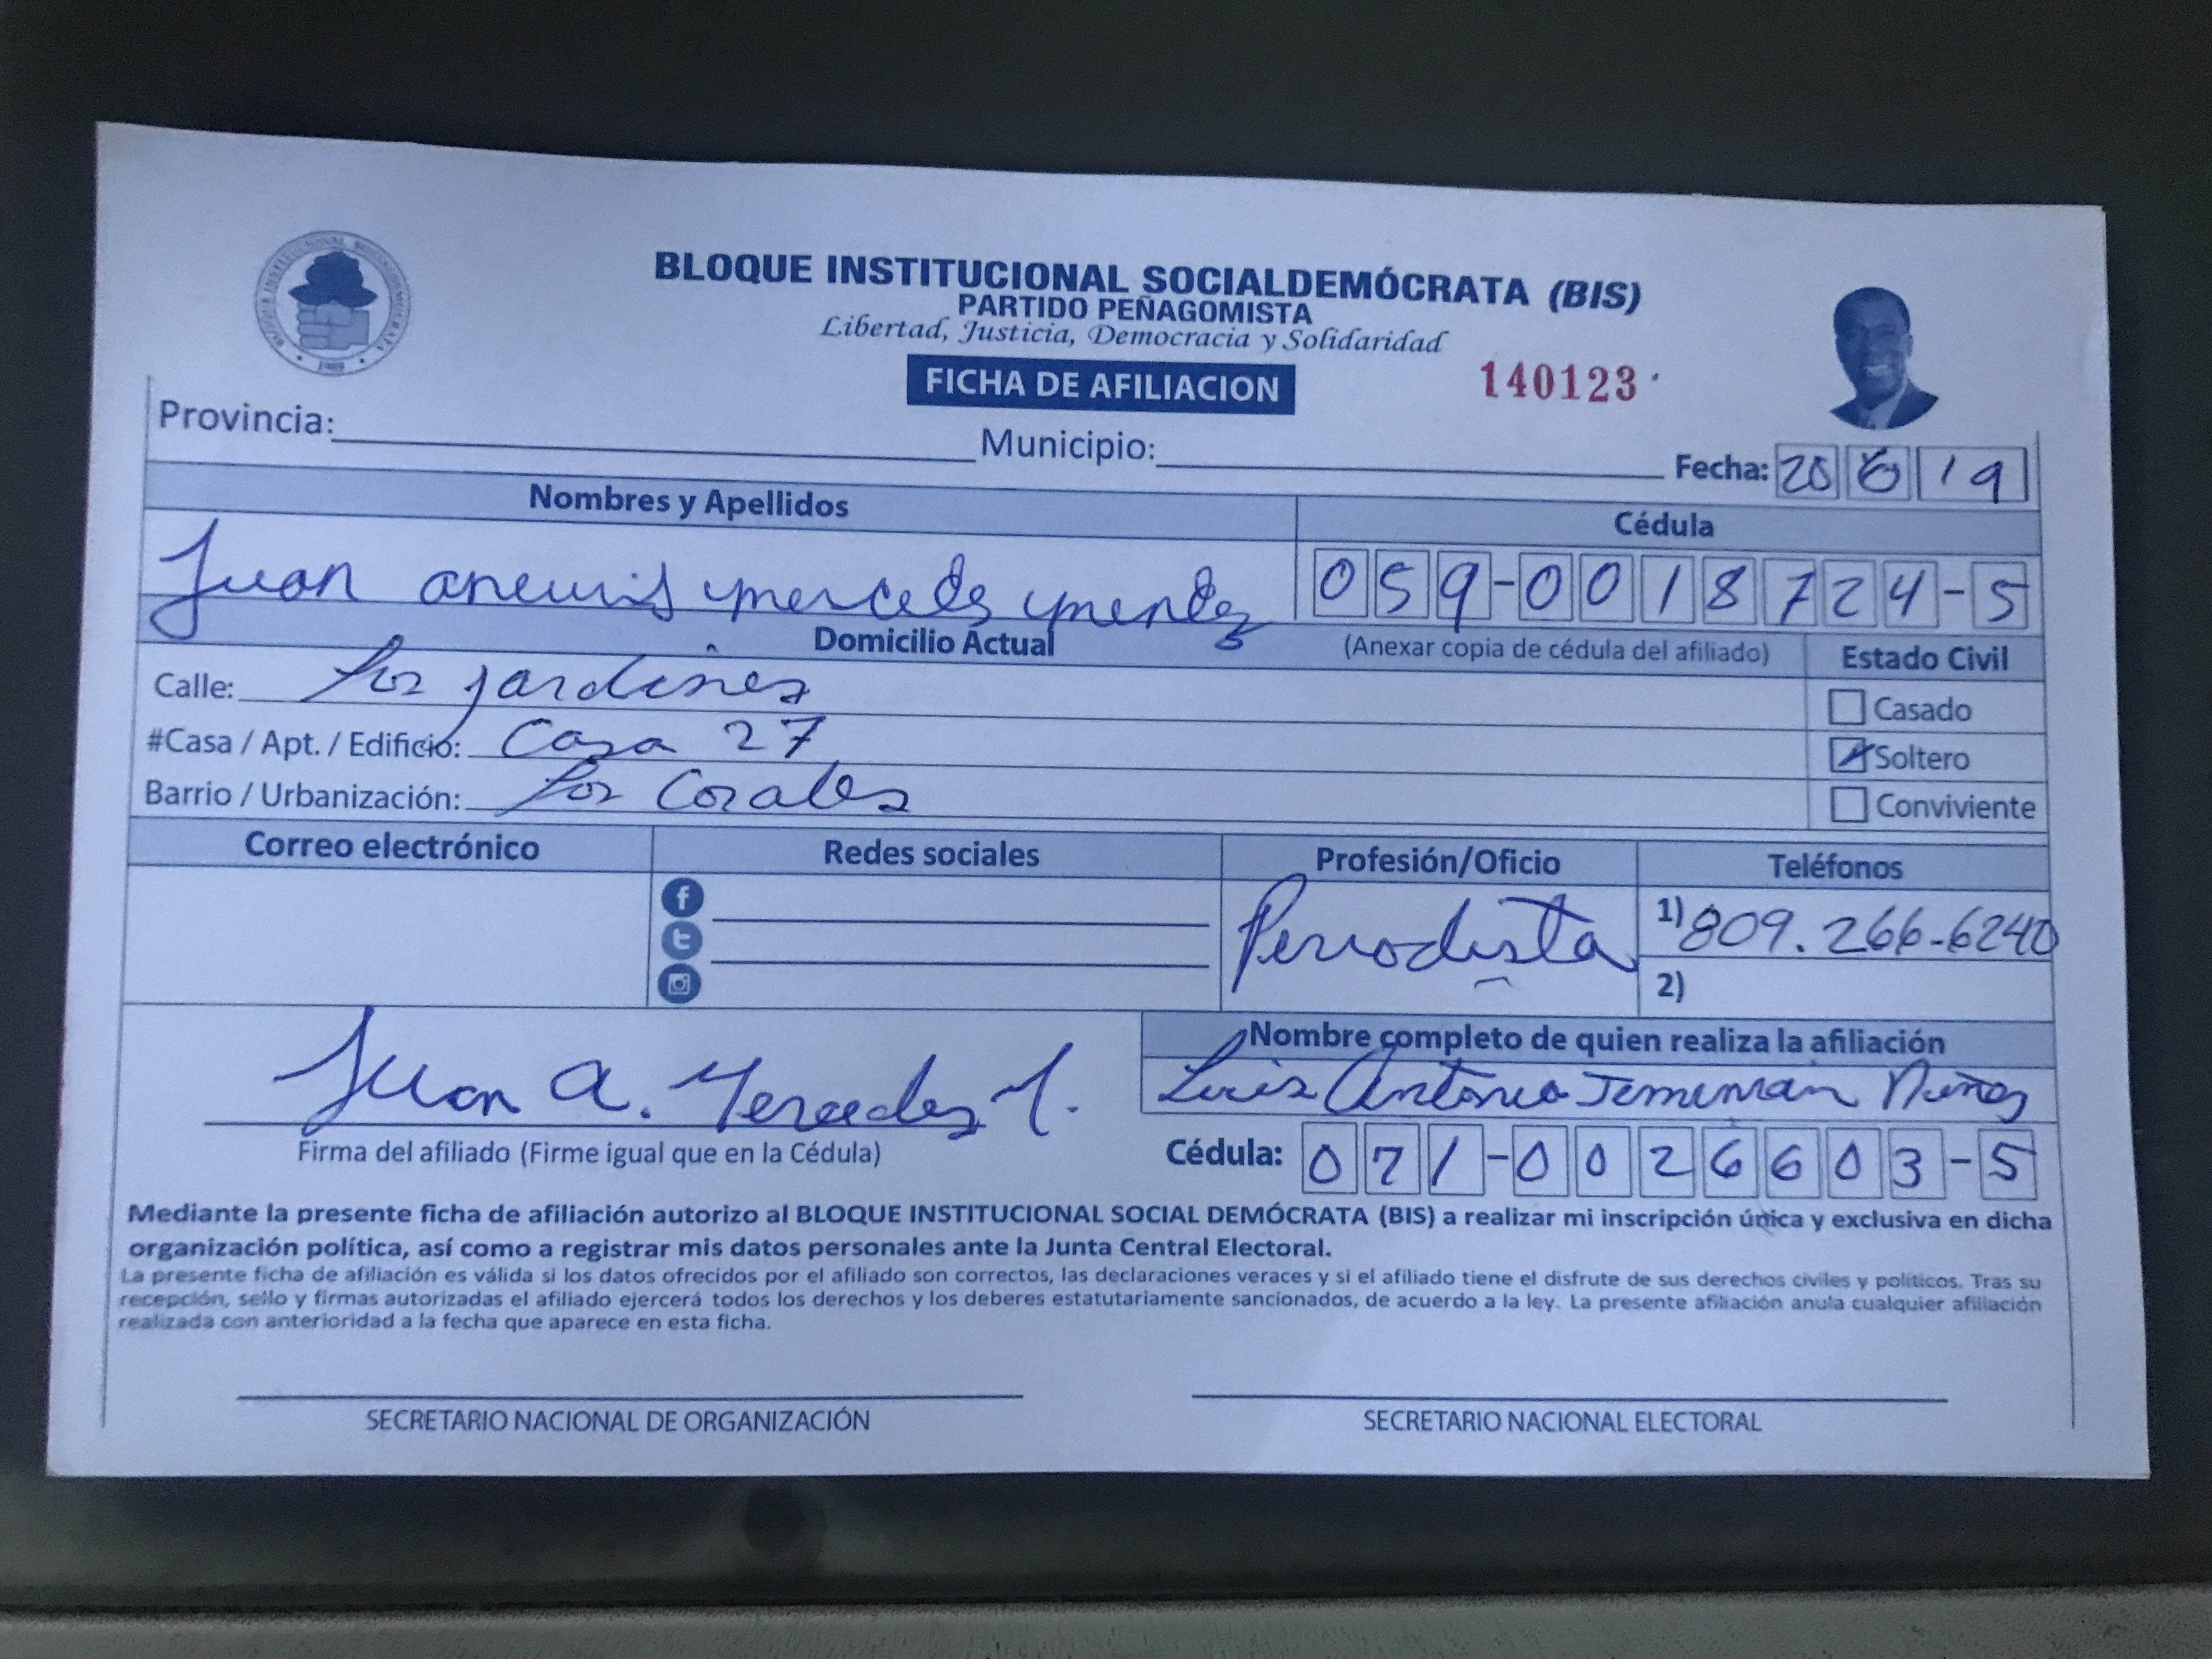 BLOQUE INSTITUCIONAL SOCIALDEMÓCRATA (BIS)
PARTIDO PEÑAGOMISTA
Libertad, Justicia, Democracia y Solidaridad
FICHA DE AFILIACION
140123
Provincia:
Municipio:
Fecha: 20 6 19
Nombres y Apellidos
Cédula
Juan aneuris mercedes mendez
059-0018724-5
Domicilio Actual
(Anexar copia de cédula del afiliado)
Estado Civil
Calle: Los jardines
Casado
#Casa / Apt. / Edificio: Casa 27
Soltero
Barrio / Urbanización: Los Corales
Conviviente
Correo electrónico
Redes sociales
Profesión/Oficio
Teléfonos
Periodista
1) 809.266-6240
2)
Juan A. Mercedes M.
Firma del afiliado (Firme igual que en la Cédula)
Nombre completo de quien realiza la afiliación
Luis Antonio
Cédula: 071-0026603-5
Mediante la presente ficha de afiliación autorizo al BLOQUE INSTITUCIONAL SOCIAL DEMÓCRATA (BIS) a realizar mi inscripción única y exclusiva en dicha
organización política, así como a registrar mis datos personales ante la Junta Central Electoral.
La presente ficha de afiliación es válida si los datos ofrecidos por el afiliado son correctos, las declaraciones veraces y si el afiliado tiene el disfrute de sus derechos civiles y políticos. Tras su
recepción, sello y firmas autorizadas el afiliado ejercerá todos los derechos y los deberes estatutariamente sancionados, de acuerdo a la ley. La presente afiliación anula cualquier afiliación
realizada con anterioridad a la fecha que aparece en esta ficha.
SECRETARIO NACIONAL DE ORGANIZACIÓN
SECRETARIO NACIONAL ELECTORAL